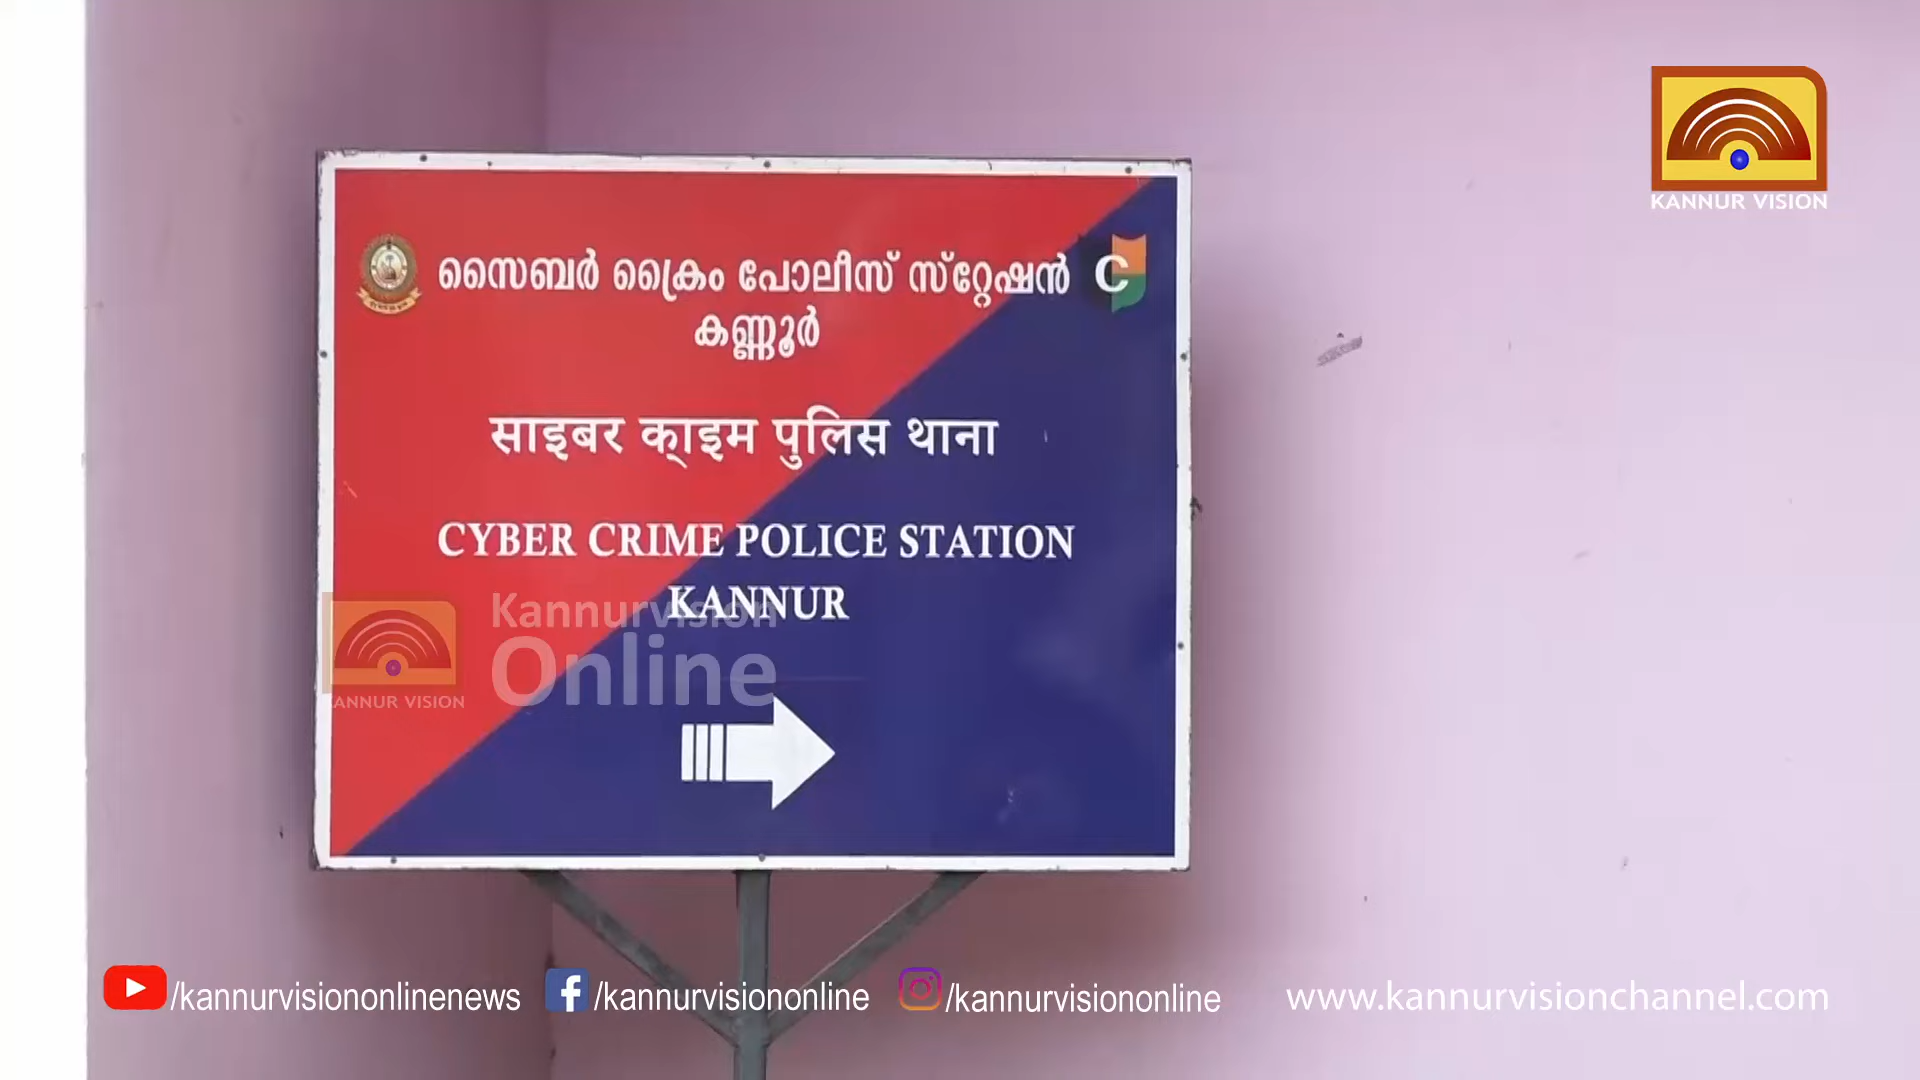 KANNUR VISION
സൈബർ ക്രൈം പോലീസ് സ്റ്റേഷൻ
കണ്ണൂർ
साइबर क्राइम पुलिस थाना
CYBER CRIME POLICE STATION
KANNUR
Kannurvision
Online
KANNUR VISION
/kannurvisiononlinenews /kannurvisiononline /kannurvisiononline www.kannurvisionchannel.com